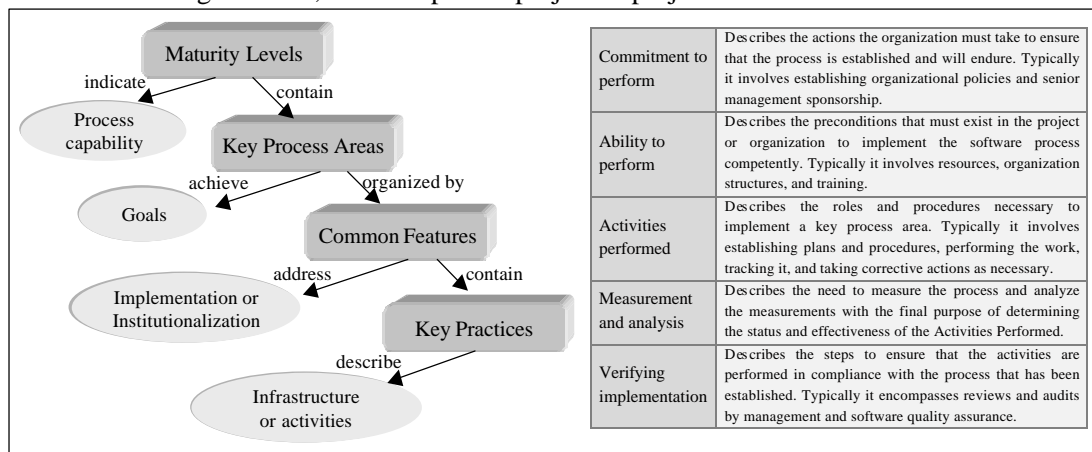 Maturity Levels
indicate
contain
Process
capability
Key Process Areas
achieve
organized by
Goals
Common Features
address
contain
Implementation or
Institutionalization
Key Practices
describe
Infrastructure
or activities
Commitment to
perform
Describes the actions the organization must take to ensure
that the process is established and will endure. Typically
it involves establishing organizational policies and senior
management sponsorship.
Ability to
perform
Describes the preconditions that must exist in the project
or organization to implement the software process
competently. Typically it involves resources, organization
structures, and training.
Activities
performed
Describes the roles and procedures necessary to
implement a key process area. Typically it involves
establishing plans and procedures, performing the work,
tracking it, and taking corrective actions as necessary.
Measurement
and analysis
Describes the need to measure the process and analyze
the measurements with the final purpose of determining
the status and effectiveness of the Activities Performed.
Verifying
implementation
Describes the steps to ensure that the activities are
performed in compliance with the process that has been
established. Typically it encompasses reviews and audits
by management and software quality assurance.